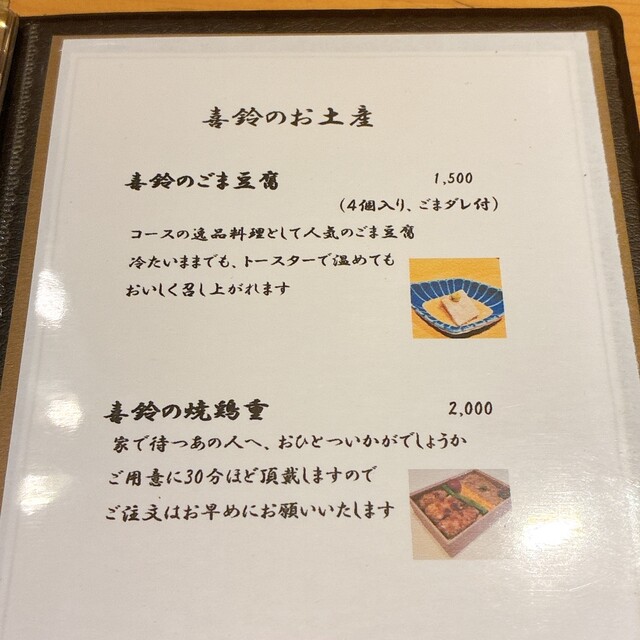 喜鈴のお土産
喜鈴のごま豆腐 1,500
(4個入り、ごまダレ付)
コースの逸品料理として人気のごま豆腐
冷たいままでも、トースターで温めても
おいしく召し上がれます
喜鈴の焼鶏重 2,000
家で待つあの人へ、おひとついかがでしょうか
ご用意に30分ほど頂戴しますので
ご注文はお早めにお願いいたします